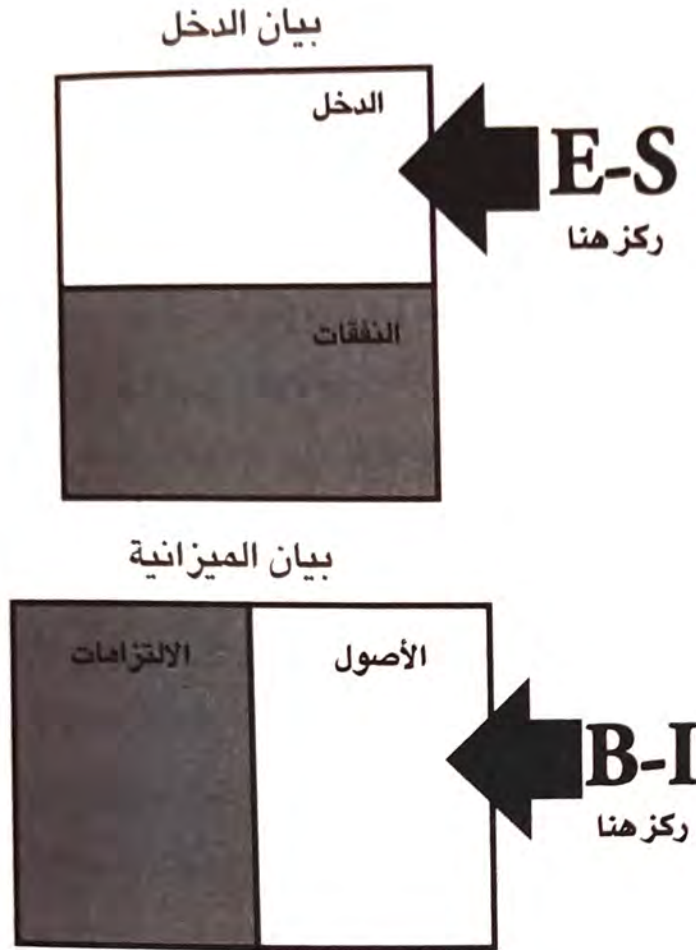 بيان الدخل
الدخل
E-S
ركز هنا
النفقات
بيان الميزانية
الأصول
الالتزامات
B-I
ركز هنا